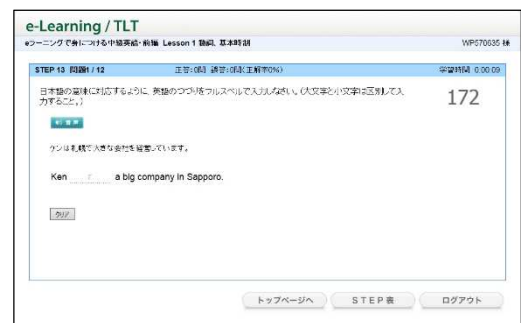 e-Learning / TLT
eラーニングで身につける中級英語・前編 Lesson 1 動詞, 基本時制
WP570635 様
STEP 13 問題1 / 12 正答:0問 誤答:0問(正解率0%) 学習時間 0:00:09
日本語の意味に対応するように、英語のつづりをフルスペルで入力しなさい。(大文字と小文字は区別して入力すること。)
172
ケンは札幌で大きな会社を経営しています。
Ken r a big company in Sapporo.
クリア
トップページへ STEP表 ログアウト